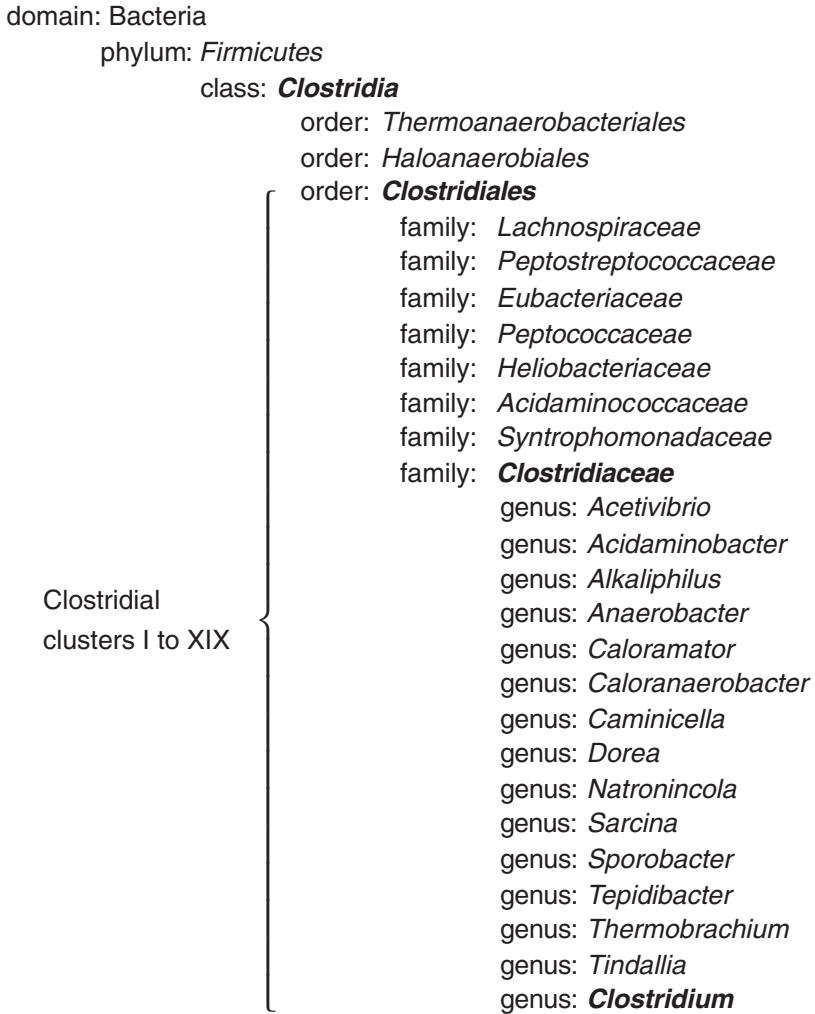 domain: Bacteria
phylum: Firmicutes
class: Clostridia
order: Thermoanaerobacteriales
order: Haloanaerobiales
order: Clostridiales
family: Lachnospiraceae
family: Peptostreptococcaceae
family: Eubacteriaceae
family: Peptococcaceae
family: Heliobacteriaceae
family: Acidaminococcaceae
family: Syntrophomonadaceae
family: Clostridiaceae
genus: Acetivibrio
genus: Acidaminobacter
genus: Alkaliphilus
genus: Anaerobacter
genus: Caloramator
genus: Caloranaerobacter
genus: Caminicella
genus: Dorea
genus: Natronincola
genus: Sarcina
genus: Sporobacter
genus: Tepidibacter
genus: Thermobrachium
genus: Tindallia
genus: Clostridium
Clostridial
clusters I to XIX